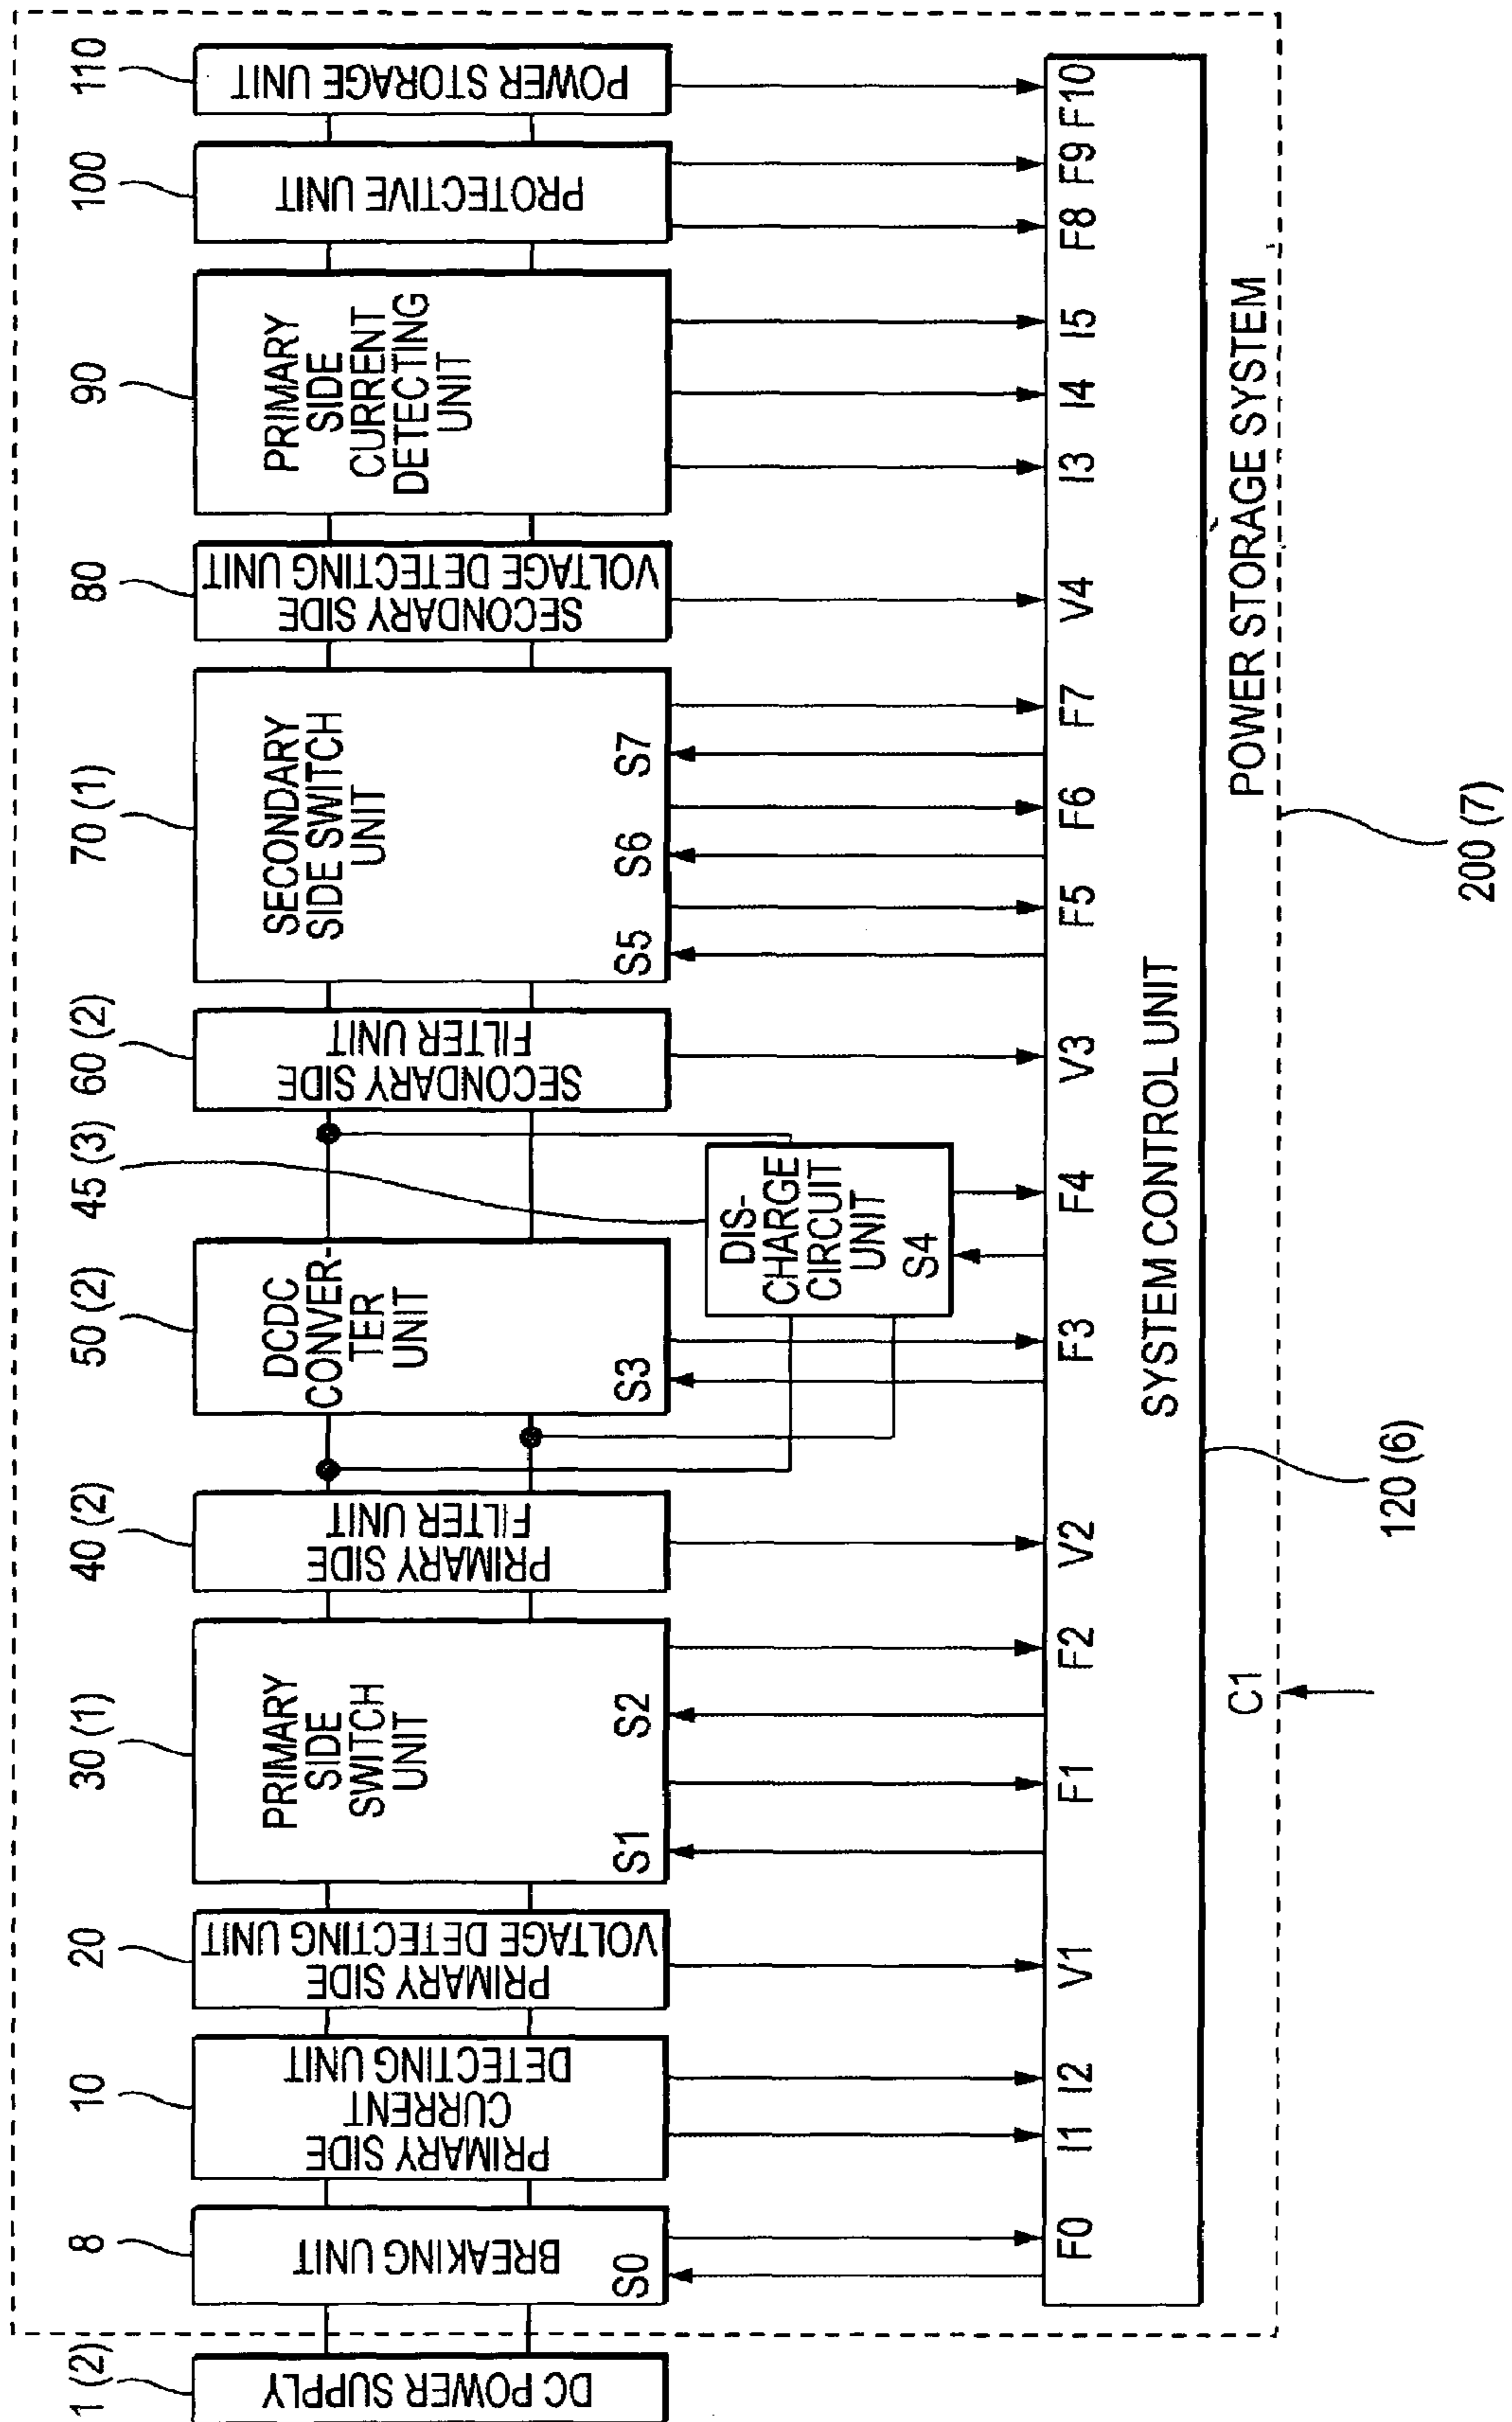 1 (2)
8
10
20
30 (1)
40 (2)
50 (2)
45 (3)
60 (2)
70 (1)
80
90
100
110
DC POWER SUPPLY
BREAKING UNIT
S0
PRIMARY SIDE
CURRENT
DETECTING UNIT
PRIMARY SIDE
VOLTAGE DETECTING UNIT
PRIMARY
SIDE
SWITCH
UNIT
S1
S2
PRIMARY SIDE
FILTER UNIT
DCDC
CONVER-
TER
UNIT
S3
DIS-
CHARGE
CIRCUIT
UNIT
S4
SECONDARY SIDE
FILTER UNIT
SECONDARY
SIDE SWITCH
UNIT
S5
S6
S7
SECONDARY SIDE
VOLTAGE DETECTING UNIT
PRIMARY
SIDE
CURRENT
DETECTING
UNIT
PROTECTIVE UNIT
POWER STORAGE UNIT
F0
I1
I2
V1
F1
F2
V2
F3
F4
V3
F5
F6
F7
V4
I3
I4
I5
F8
F9
F10
SYSTEM CONTROL UNIT
C1
POWER STORAGE SYSTEM
120 (6)
200 (7)